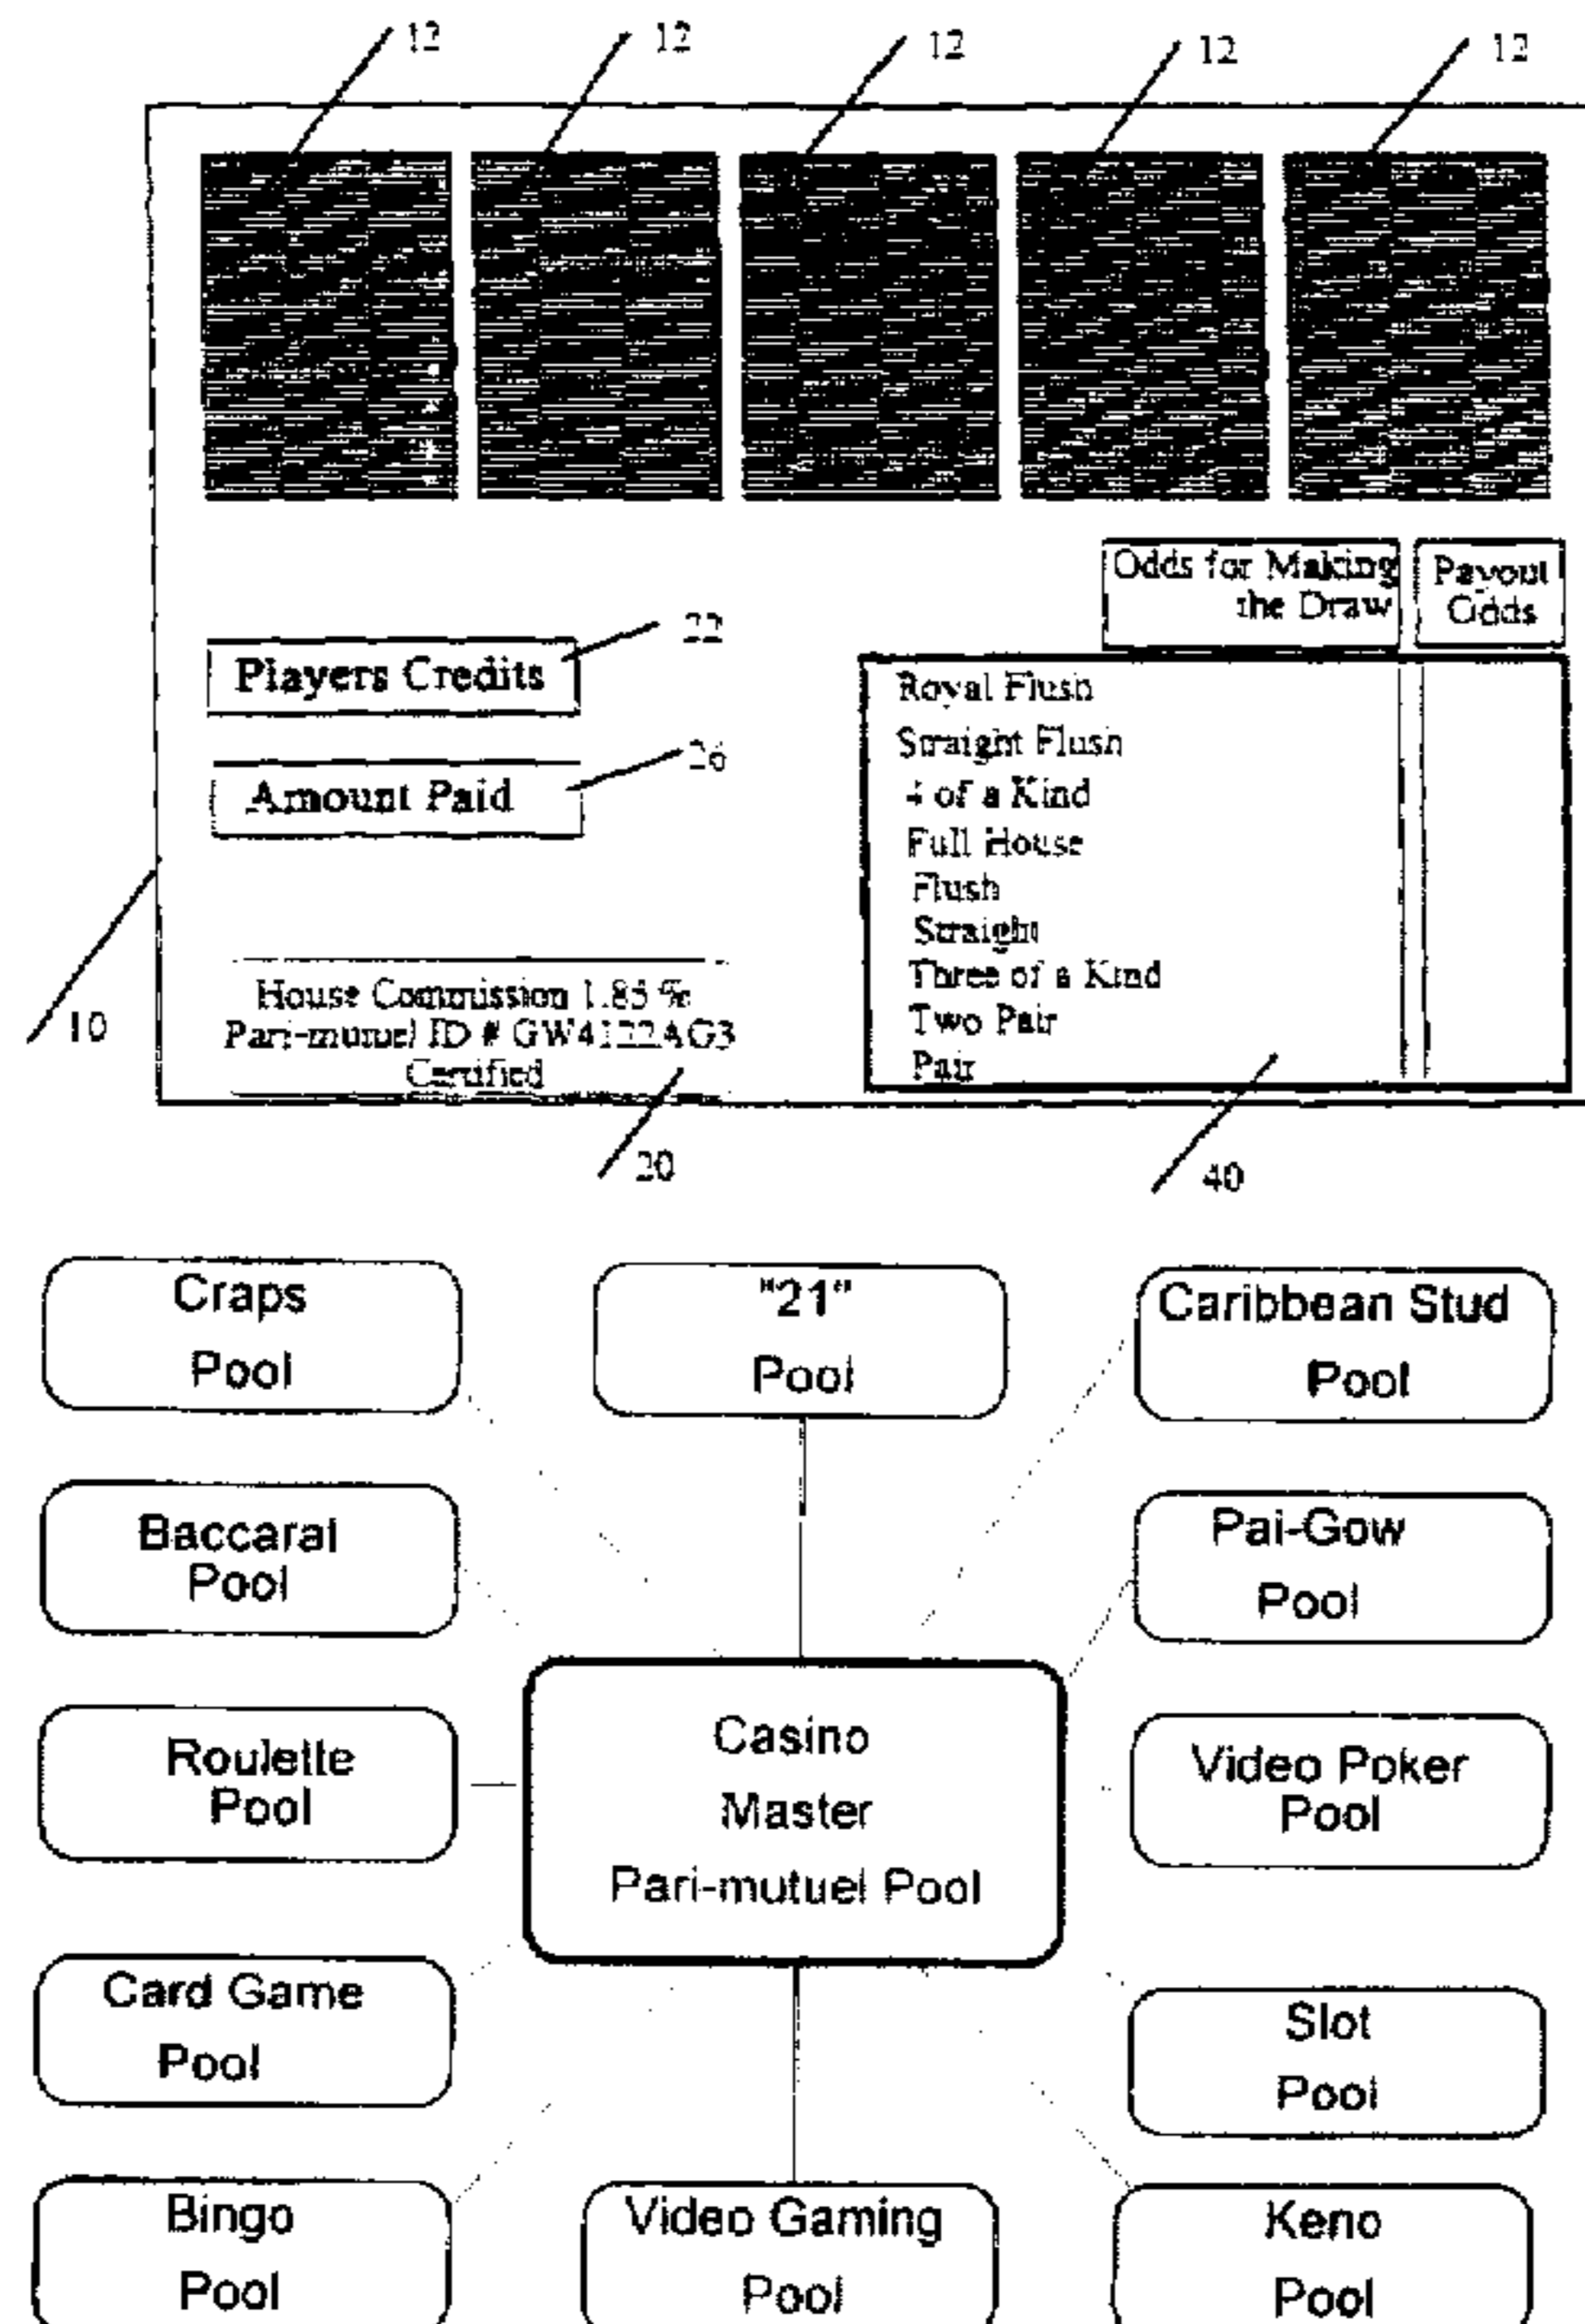 12 12 12 12 12
Odds for Making
the Draw
Payout
Odds
22
Players Credits
26
Amount Paid
Royal Flush
Straight Flush
4 of a Kind
Full House
Flush
Straight
Three of a Kind
Two Pair
Pair
House Commission 1.85 %
Pari-mutuel ID # GW4122AG3
Certified
10
20
40
Craps
Pool
"21"
Pool
Caribbean Stud
Pool
Baccarat
Pool
Pai-Gow
Pool
Roulette
Pool
Casino
Master
Pari-mutuel Pool
Video Poker
Pool
Card Game
Pool
Slot
Pool
Bingo
Pool
Video Gaming
Pool
Keno
Pool